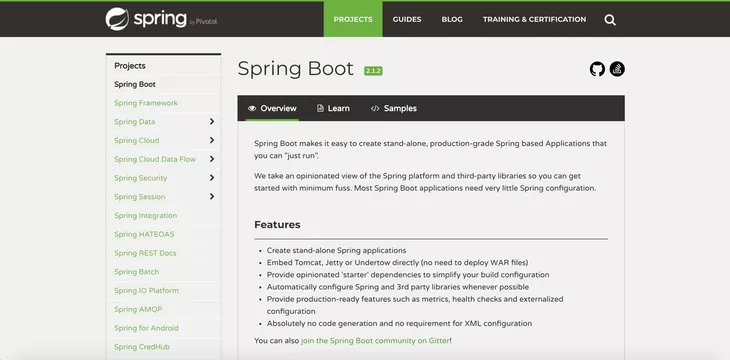 spring by Pivotal.
PROJECTS GUIDES BLOG TRAINING & CERTIFICATION
Projects
Spring Boot
Spring Framework
Spring Data
Spring Cloud
Spring Cloud Data Flow
Spring Security
Spring Session
Spring Integration
Spring HATEOAS
Spring REST Docs
Spring Batch
Spring IO Platform
Spring AMQP
Spring for Android
Spring CredHub
Spring Boot 2.1.2
Overview Learn Samples
Spring Boot makes it easy to create stand-alone, production-grade Spring based Applications that
you can "just run".
We take an opinionated view of the Spring platform and third-party libraries so you can get
started with minimum fuss. Most Spring Boot applications need very little Spring configuration.
Features
• Create stand-alone Spring applications
• Embed Tomcat, Jetty or Undertow directly (no need to deploy WAR files)
• Provide opinionated 'starter' dependencies to simplify your build configuration
• Automatically configure Spring and 3rd party libraries whenever possible
• Provide production-ready features such as metrics, health checks and externalized
configuration
• Absolutely no code generation and no requirement for XML configuration
You can also join the Spring Boot community on Gitter!